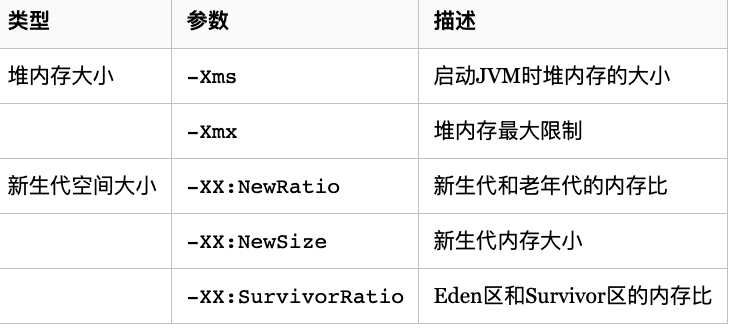 类型 参数 描述
堆内存大小 -Xms 启动JVM时堆内存的大小
-Xmx 堆内存最大限制
新生代空间大小 -XX:NewRatio 新生代和老年代的内存比
-XX:NewSize 新生代内存大小
-XX:SurvivorRatio Eden区和Survivor区的内存比